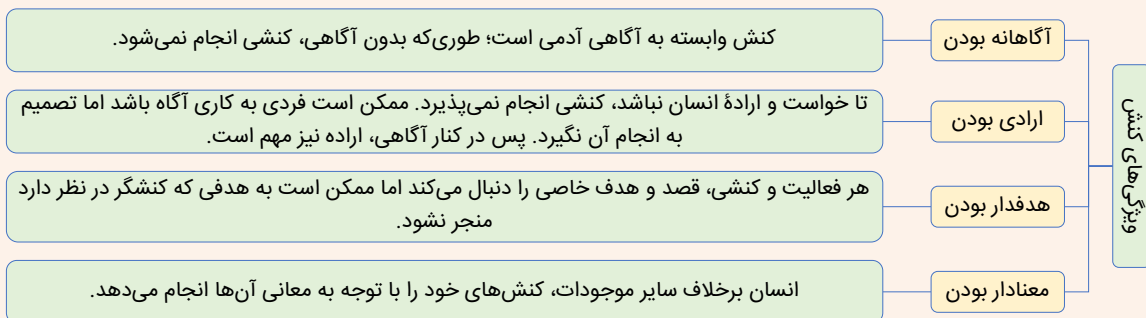 ویژگی‌های کنش
آگاهانه بودن
کنش وابسته به آگاهی آدمی است؛ طوری‌که بدون آگاهی، کنشی انجام نمی‌شود.
ارادی بودن
تا خواست و ارادهٔ انسان نباشد، کنشی انجام نمی‌پذیرد. ممکن است فردی به کاری آگاه باشد اما تصمیم
به انجام آن نگیرد. پس در کنار آگاهی، اراده نیز مهم است.
هدفدار بودن
هر فعالیت و کنشی، قصد و هدف خاصی را دنبال می‌کند اما ممکن است به هدفی که کنشگر در نظر دارد
منجر نشود.
معنادار بودن
انسان برخلاف سایر موجودات، کنش‌های خود را با توجه به معانی آن‌ها انجام می‌دهد.